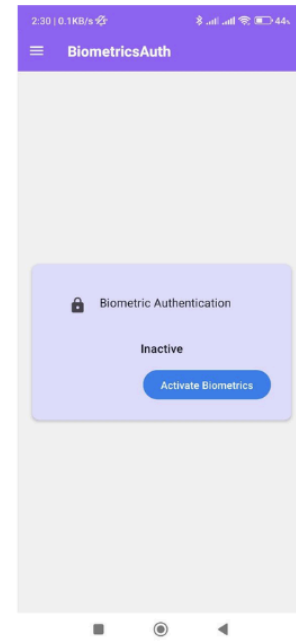 2:30 | 0.1KB/s 44%
BiometricsAuth
Biometric Authentication
Inactive
Activate Biometrics